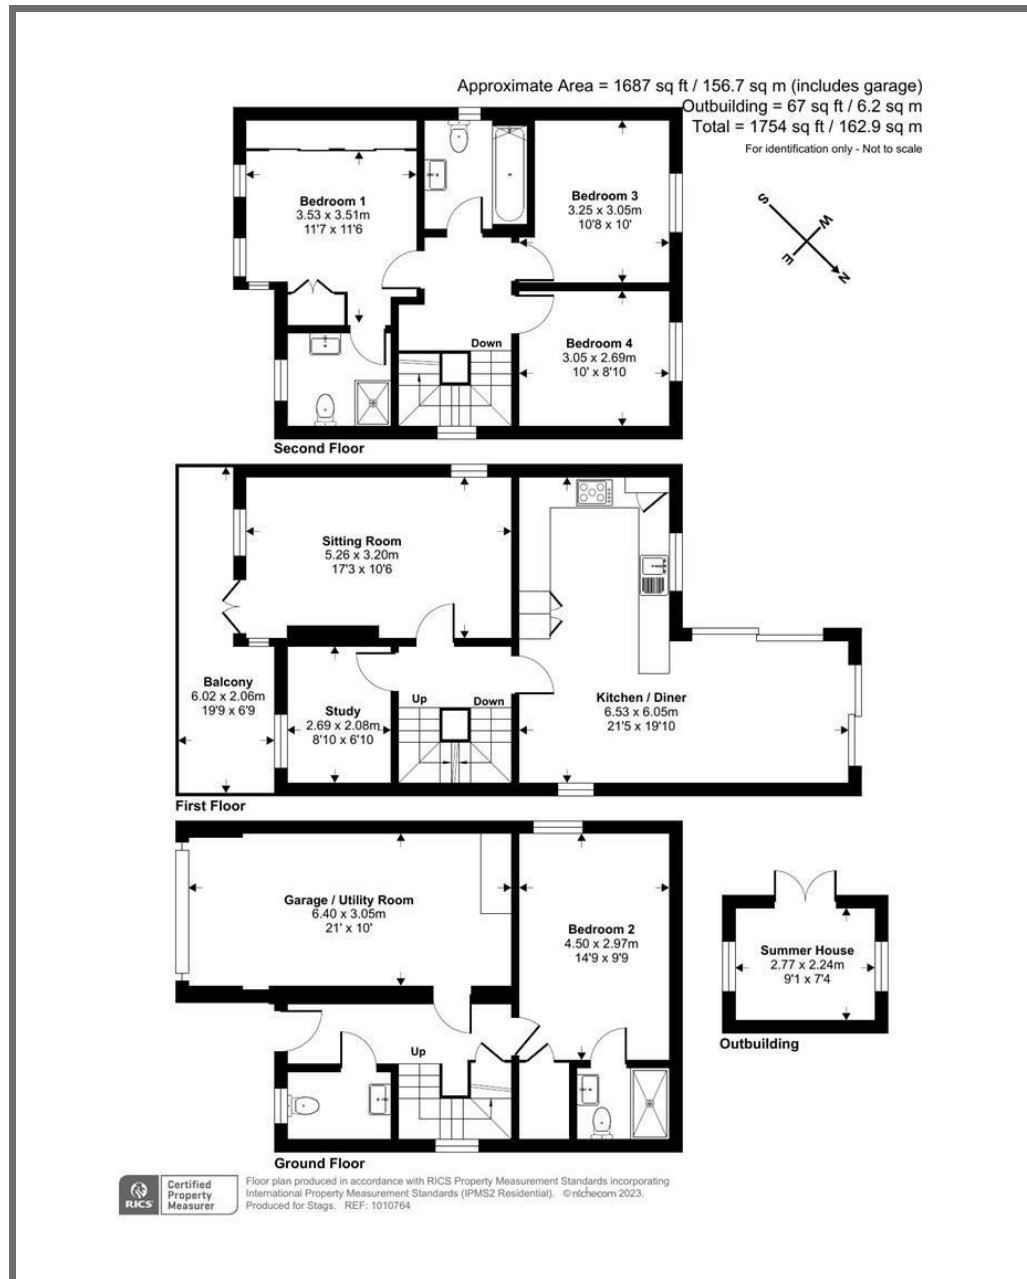 Approximate Area = 1687 sq ft / 156.7 sq m (includes garage)
Outbuilding = 67 sq ft / 6.2 sq m
Total = 1754 sq ft / 162.9 sq m
For identification only - Not to scale
S
W
E
N
Bedroom 1
3.53 x 3.51m
11'7 x 11'6
Bedroom 3
3.25 x 3.05m
10'8 x 10'
Bedroom 4
3.05 x 2.69m
10' x 8'10
Down
Second Floor
Sitting Room
5.26 x 3.20m
17'3 x 10'6
Balcony
6.02 x 2.06m
19'9 x 6'9
Study
2.69 x 2.08m
8'10 x 6'10
Up
Down
Kitchen / Diner
6.53 x 6.05m
21'5 x 19'10
First Floor
Garage / Utility Room
6.40 x 3.05m
21' x 10'
Bedroom 2
4.50 x 2.97m
14'9 x 9'9
Up
Ground Floor
Summer House
2.77 x 2.24m
9'1 x 7'4
Outbuilding
RICS
Certified
Property
Measurer
Floor plan produced in accordance with RICS Property Measurement Standards incorporating
International Property Measurement Standards (IPMS2 Residential). © nıchecom 2023.
Produced for Stags. REF: 1010764